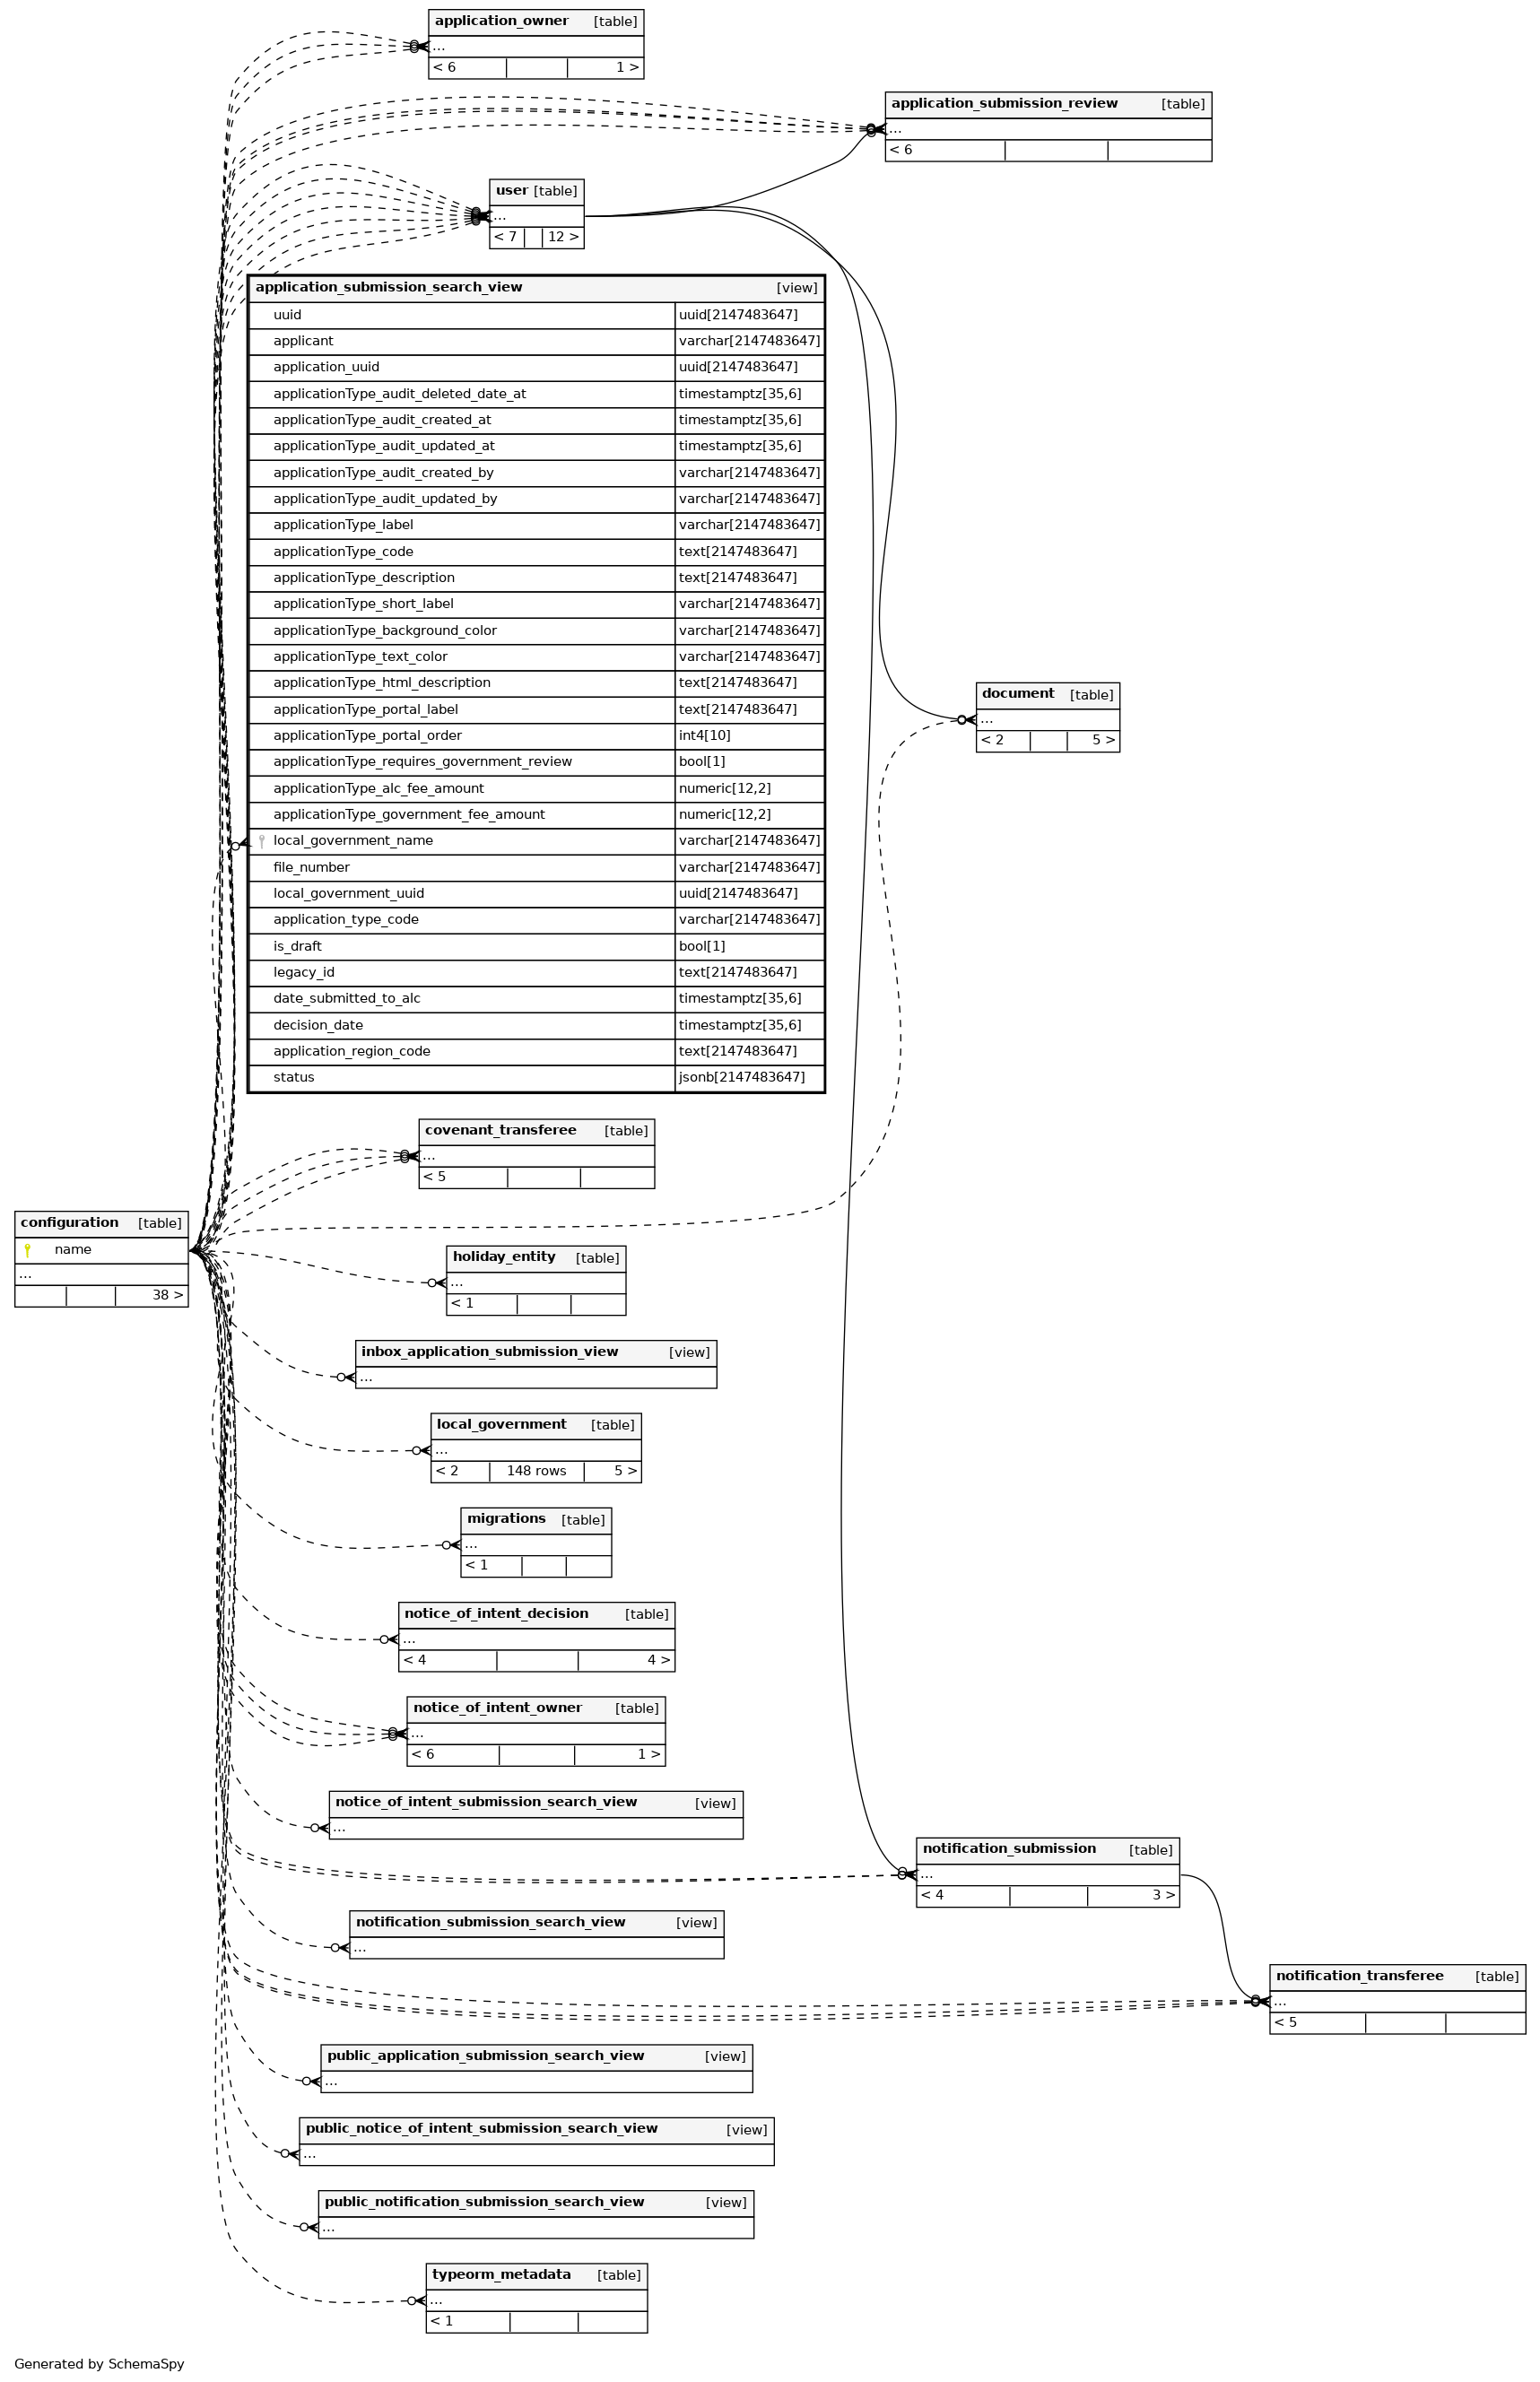 application_owner [table]
...
< 6 1 >
application_submission_review [table]
...
< 6
user [table]
...
< 7 12 >
application_submission_search_view [view]
uuid uuid[2147483647]
applicant varchar[2147483647]
application_uuid uuid[2147483647]
applicationType_audit_deleted_date_at timestamptz[35,6]
applicationType_audit_created_at timestamptz[35,6]
applicationType_audit_updated_at timestamptz[35,6]
applicationType_audit_created_by varchar[2147483647]
applicationType_audit_updated_by varchar[2147483647]
applicationType_label varchar[2147483647]
applicationType_code text[2147483647]
applicationType_description text[2147483647]
applicationType_short_label varchar[2147483647]
applicationType_background_color varchar[2147483647]
applicationType_text_color varchar[2147483647]
applicationType_html_description text[2147483647]
applicationType_portal_label text[2147483647]
applicationType_portal_order int4[10]
applicationType_requires_government_review bool[1]
applicationType_alc_fee_amount numeric[12,2]
applicationType_government_fee_amount numeric[12,2]
local_government_name varchar[2147483647]
file_number varchar[2147483647]
local_government_uuid uuid[2147483647]
application_type_code varchar[2147483647]
is_draft bool[1]
legacy_id text[2147483647]
date_submitted_to_alc timestamptz[35,6]
decision_date timestamptz[35,6]
application_region_code text[2147483647]
status jsonb[2147483647]
document [table]
...
< 2 5 >
covenant_transferee [table]
...
< 5
configuration [table]
name
...
38 >
holiday_entity [table]
...
< 1
inbox_application_submission_view [view]
...
local_government [table]
...
< 2 148 rows 5 >
migrations [table]
...
< 1
notice_of_intent_decision [table]
...
< 4 4 >
notice_of_intent_owner [table]
...
< 6 1 >
notice_of_intent_submission_search_view [view]
...
notification_submission [table]
...
< 4 3 >
notification_submission_search_view [view]
...
notification_transferee [table]
...
< 5
public_application_submission_search_view [view]
...
public_notice_of_intent_submission_search_view [view]
...
public_notification_submission_search_view [view]
...
typeorm_metadata [table]
...
< 1
Generated by SchemaSpy